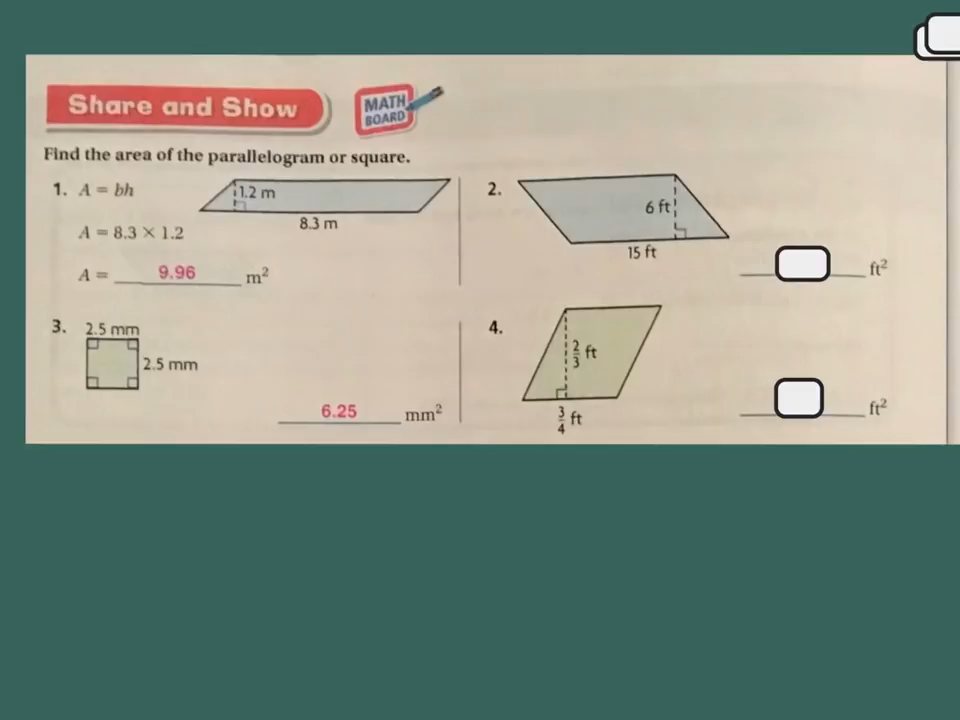 Share and Show
MATH BOARD
Find the area of the parallelogram or square.
1. A = bh
1.2 m
8.3 m
A = 8.3 × 1.2
A = 9.96 m²
2.
6 ft
15 ft
ft²
3. 2.5 mm
2.5 mm
6.25 mm²
4.
2/3 ft
3/4 ft
ft²